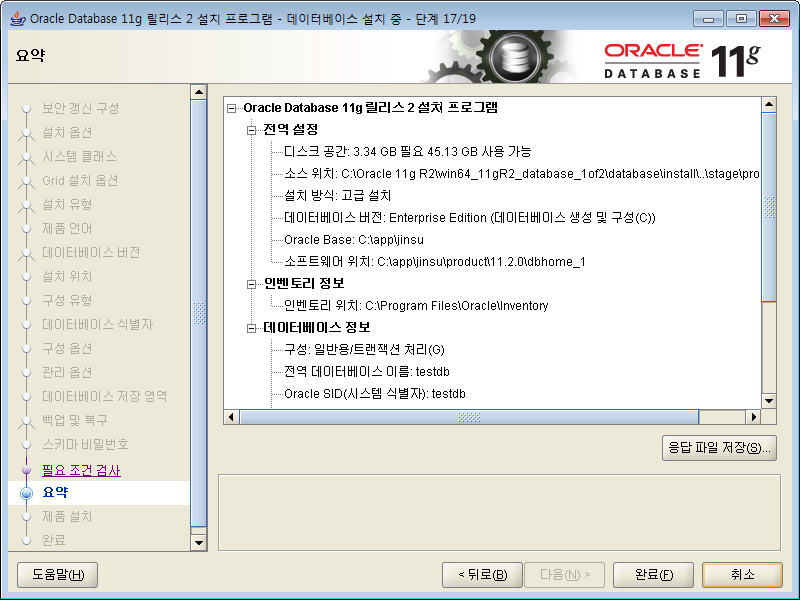 Oracle Database 11g 릴리스 2 설치 프로그램 - 데이터베이스 설치 중 - 단계 17/19
요약
ORACLE
DATABASE 11g
보안 갱신 구성
설치 옵션
시스템 클래스
Grid 설치 옵션
설치 유형
제품 언어
데이터베이스 버전
설치 위치
구성 유형
데이터베이스 식별자
구성 옵션
관리 옵션
데이터베이스 저장 영역
백업 및 복구
스키마 비밀번호
필요 조건 검사
요약
제품 설치
완료
Oracle Database 11g 릴리스 2 설치 프로그램
전역 설정
디스크 공간: 3.34 GB 필요 45.13 GB 사용 가능
소스 위치: C:\Oracle 11g R2\win64_11gR2_database_1of2\database\install\..\stage\pro
설치 방식: 고급 설치
데이터베이스 버전: Enterprise Edition (데이터베이스 생성 및 구성(C))
Oracle Base: C:\app\jinsu
소프트웨어 위치: C:\app\jinsu\product\11.2.0\dbhome_1
인벤토리 정보
인벤토리 위치: C:\Program Files\Oracle\Inventory
데이터베이스 정보
구성: 일반용/트랜잭션 처리(G)
전역 데이터베이스 이름: testdb
Oracle SID(시스템 식별자): testdb
응답 파일 저장(S)...
도움말(H)
< 뒤로(B)
다음(N) >
완료(F)
취소